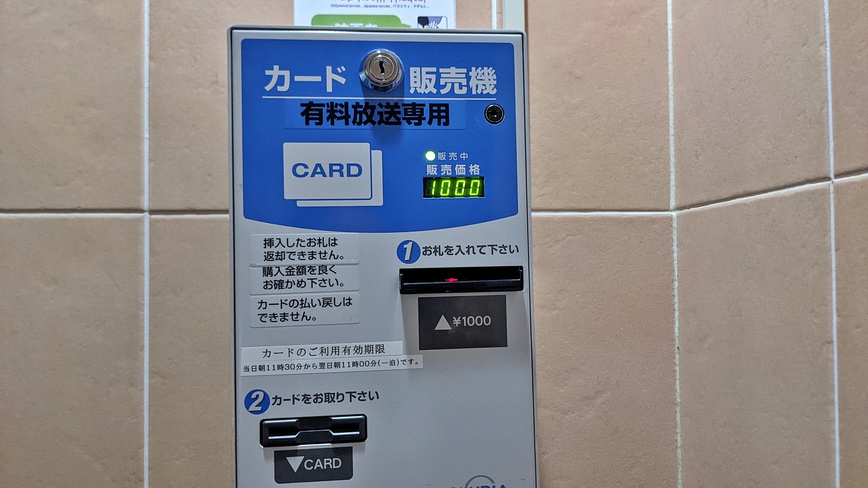 カード 販売機
有料放送専用
CARD
販売中
販売価格
1000
挿入したお札は
返却できません。
購入金額を良く
お確かめ下さい。
カードの払い戻しは
できません。
1 お札を入れて下さい
▲¥1000
カードのご利用有効期限
当日朝11時30分から翌日朝11時00分(一泊)です。
2 カードをお取り下さい
▼CARD